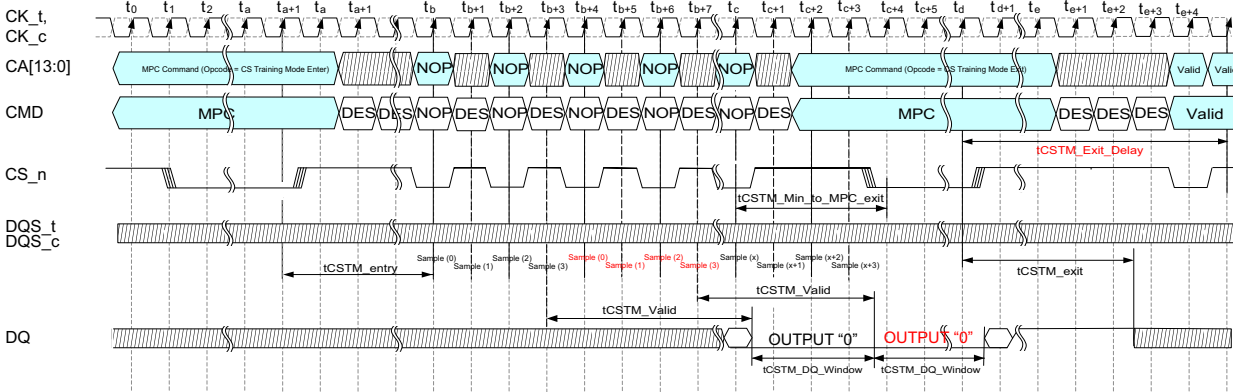 CK_t,
CK_c
t0 t1 t2 ta ta+1 ta ta+1 tb tb+1 tb+2 tb+3 tb+4 tb+5 tb+6 tb+7 tc tc+1 tc+2 tc+3 tc+4 tc+5 td td+1 te te+1 te+2 te+3 te+4
CA[13:0]
MPC Command (Opcode = CS Training Mode Enter) NOP NOP NOP NOP NOP MPC Command (Opcode = CS Training Mode Exit) Valid Valid
CMD
MPC DES DES NOP DES NOP DES NOP DES NOP DES NOP DES MPC DES DES DES Valid
tCSTM_Exit_Delay
CS_n
tCSTM_Min_to_MPC_exit
DQS_t
DQS_c
Sample (0) Sample (2) Sample (0) Sample (2) Sample (x) Sample (x+2)
Sample (1) Sample (3) Sample (1) Sample (3) Sample (x+1) Sample (x+3)
tCSTM_entry tCSTM_exit
tCSTM_Valid
tCSTM_Valid
DQ
OUTPUT “0” OUTPUT “0”
tCSTM_DQ_Window tCSTM_DQ_Window